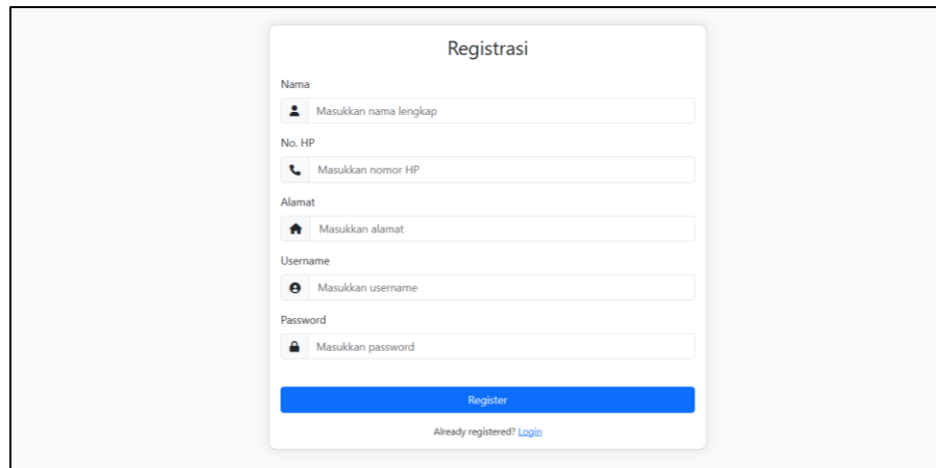 Registrasi
Nama
Masukkan nama lengkap
No. HP
Masukkan nomor HP
Alamat
Masukkan alamat
Username
Masukkan username
Password
Masukkan password
Register
Already registered? Login